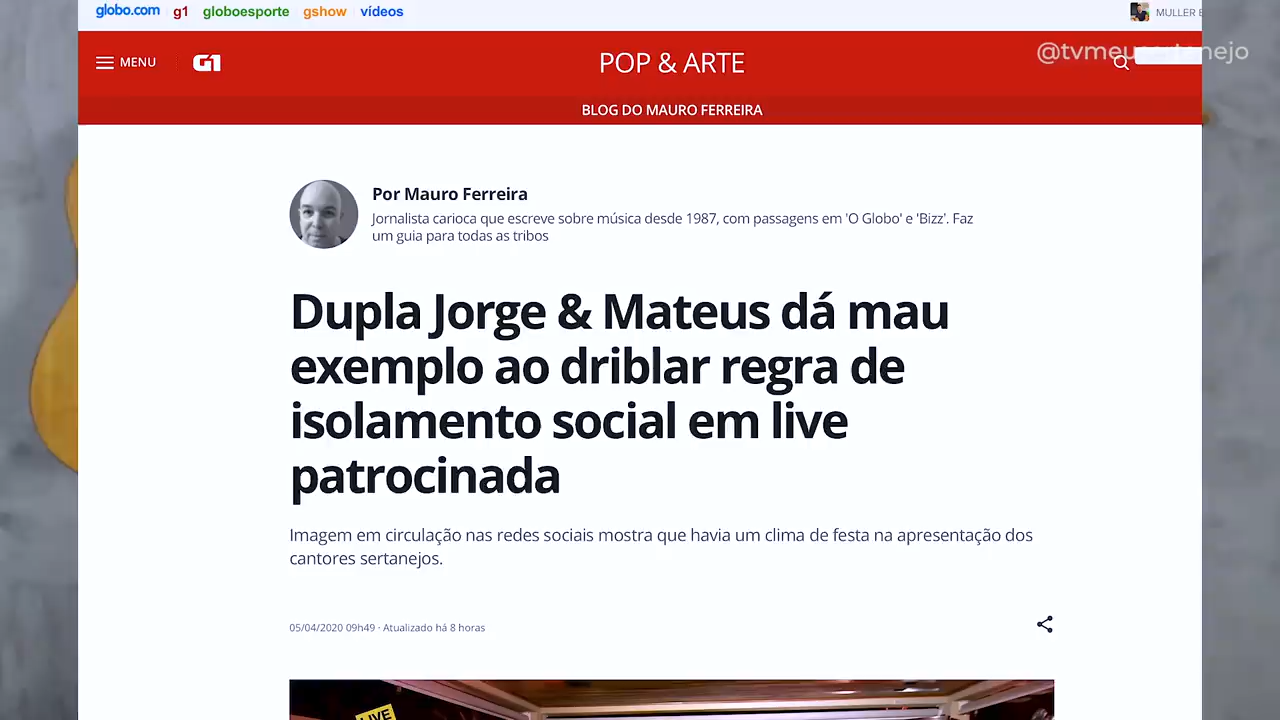 globo.com g1 globoesporte gshow vídeos
MULLER
MENU G1 POP & ARTE
@tvmeusertanejo
BLOG DO MAURO FERREIRA
Por Mauro Ferreira
Jornalista carioca que escreve sobre música desde 1987, com passagens em 'O Globo' e 'Bizz'. Faz
um guia para todas as tribos
Dupla Jorge & Mateus dá mau
exemplo ao driblar regra de
isolamento social em live
patrocinada
Imagem em circulação nas redes sociais mostra que havia um clima de festa na apresentação dos
cantores sertanejos.
05/04/2020 09h49 · Atualizado há 8 horas
LIVE